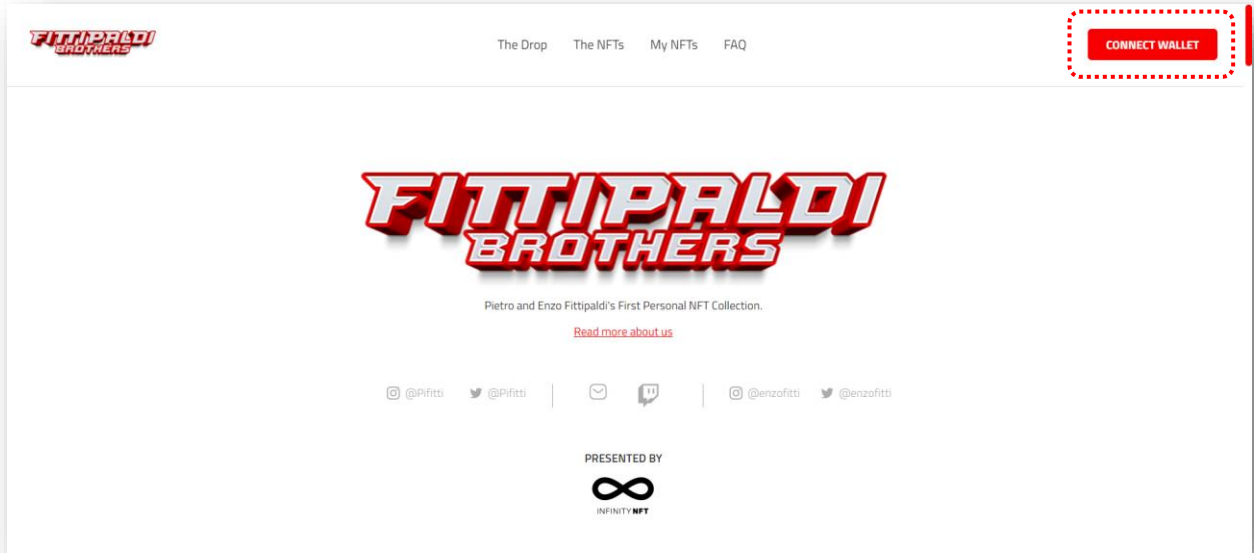 FITTIPALDI
BROTHERS
The Drop The NFTs My NFTs FAQ
CONNECT WALLET
FITTIPALDI
BROTHERS
Pietro and Enzo Fittipaldi's First Personal NFT Collection.
Read more about us
@Pifitti @Pifitti @enzofitti @enzofitti
PRESENTED BY
INFINITY NFT